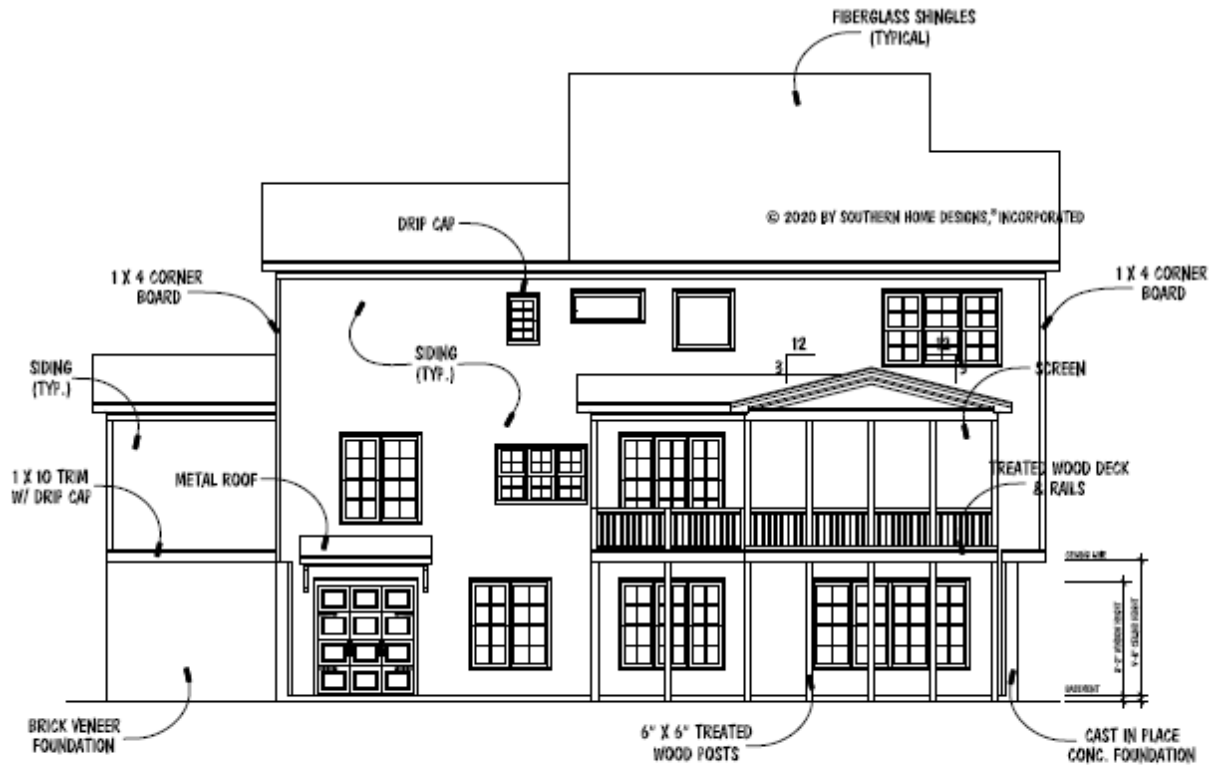 FIBERGLASS SHINGLES
(TYPICAL)
© 2020 BY SOUTHERN HOME DESIGNS,® INCORPORATED
DRIP CAP
1 X 4 CORNER
BOARD
1 X 4 CORNER
BOARD
SIDING
(TYP.)
SIDING
(TYP.)
12
3
12
3
SCREEN
1 X 10 TRIM
W/ DRIP CAP
METAL ROOF
TREATED WOOD DECK
& RAILS
BASEMENT
BRICK VENEER
FOUNDATION
6" X 6" TREATED
WOOD POSTS
CAST IN PLACE
CONC. FOUNDATION